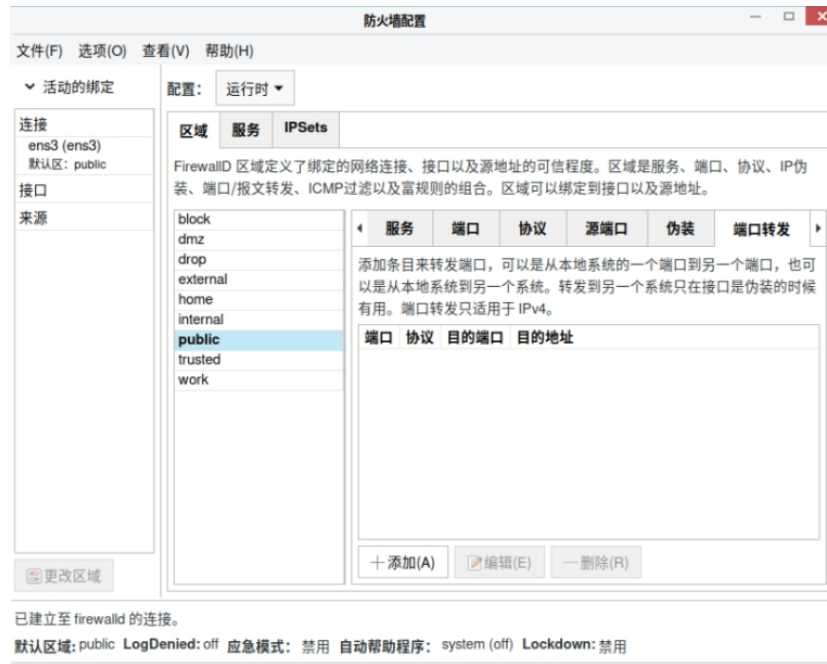 防火墙配置
文件(F) 选项(O) 查看(V) 帮助(H)
活动的绑定
连接
ens3 (ens3)
默认区: public
接口
来源
更改区域
配置: 运行时
区域 服务 IPSets
FirewallD 区域定义了绑定的网络连接、接口以及源地址的可信程度。区域是服务、端口、协议、IP伪
装、端口/报文转发、ICMP过滤以及富规则的组合。区域可以绑定到接口以及源地址。
block
dmz
drop
external
home
internal
public
trusted
work
服务 端口 协议 源端口 伪装 端口转发
添加条目来转发端口，可以是从本地系统的一个端口到另一个端口，也可
以是从本地系统到另一个系统。转发到另一个系统只在接口是伪装的时候
有用。端口转发只适用于 IPv4。
端口 协议 目的端口 目的地址
添加(A) 编辑(E) 删除(R)
已建立至 firewalld 的连接。
默认区域: public LogDenied: off 应急模式: 禁用 自动帮助程序: system (off) Lockdown: 禁用